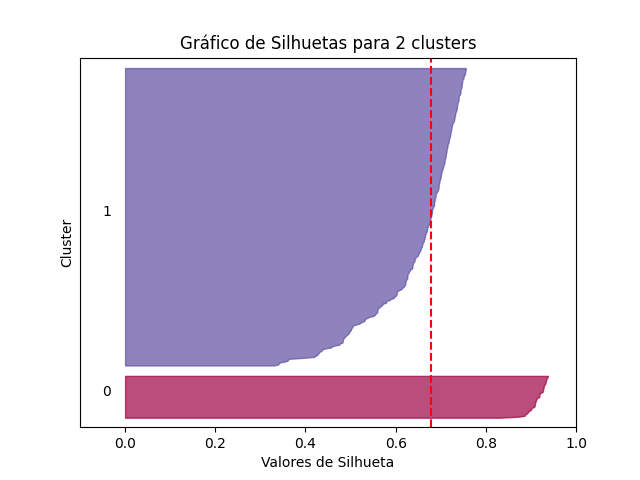 Gráfico de Silhuetas para 2 clusters
Cluster
1
0
0.0 0.2 0.4 0.6 0.8 1.0
Valores de Silhueta